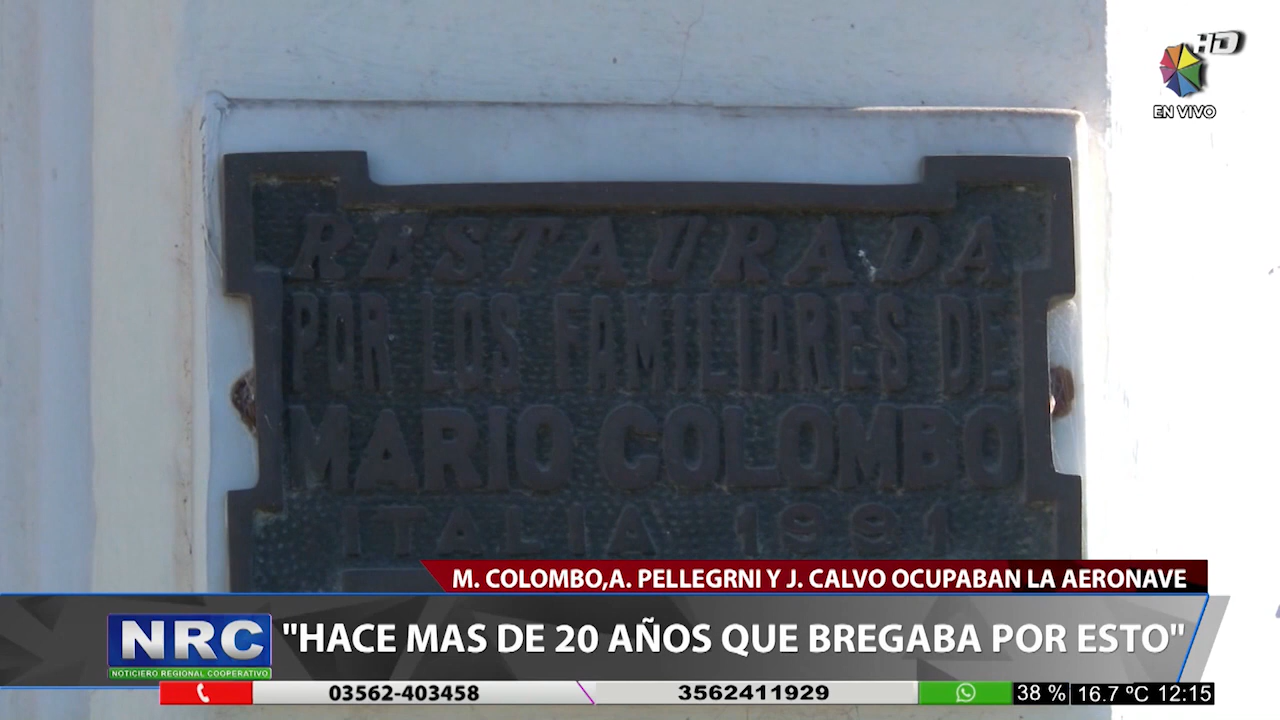 HD
EN VIVO
RESTAURADA
POR LOS FAMILIARES DE
MARIO COLOMBO
ITALIA 1991
M. COLOMBO,A. PELLEGRNI Y J. CALVO OCUPABAN LA AERONAVE
NRC
NOTICIERO REGIONAL COOPERATIVO
"HACE MAS DE 20 AÑOS QUE BREGABA POR ESTO"
03562-403458
3562411929
38 %
16.7 ºC
12:15